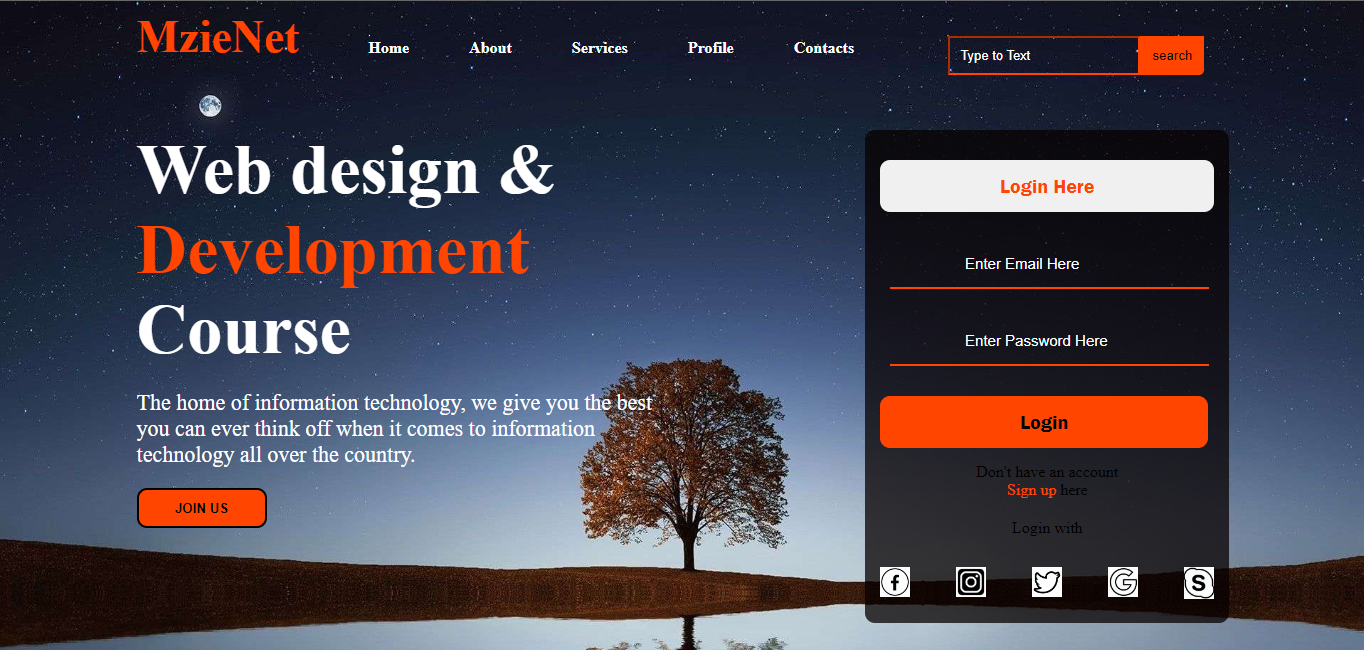 MzieNet
Home About Services Profile Contacts
Type to Text search
Web design &
Development
Course
The home of information technology, we give you the best
you can ever think off when it comes to information
technology all over the country.
JOIN US
Login Here
Enter Email Here
Enter Password Here
Login
Don't have an account
Sign up here
Login with